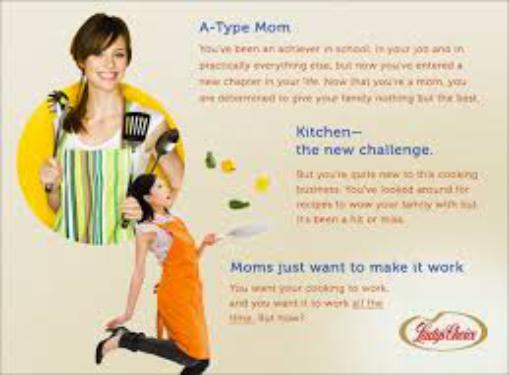 A-Type Mom
You've been an achiever in school, in your job and in
practically everything else, but now you've entered a
new chapter in your life. Now that you're a mom, you
are determined to give your family nothing but the best.
Kitchen—
the new challenge.
But you're quite new to this cooking
business. You've looked around for
recipes to wow your family with but
it's been a hit or miss.
Moms just want to make it work
You want your cooking to work,
and you want it to work all the
time. But how?
Lady's Choice